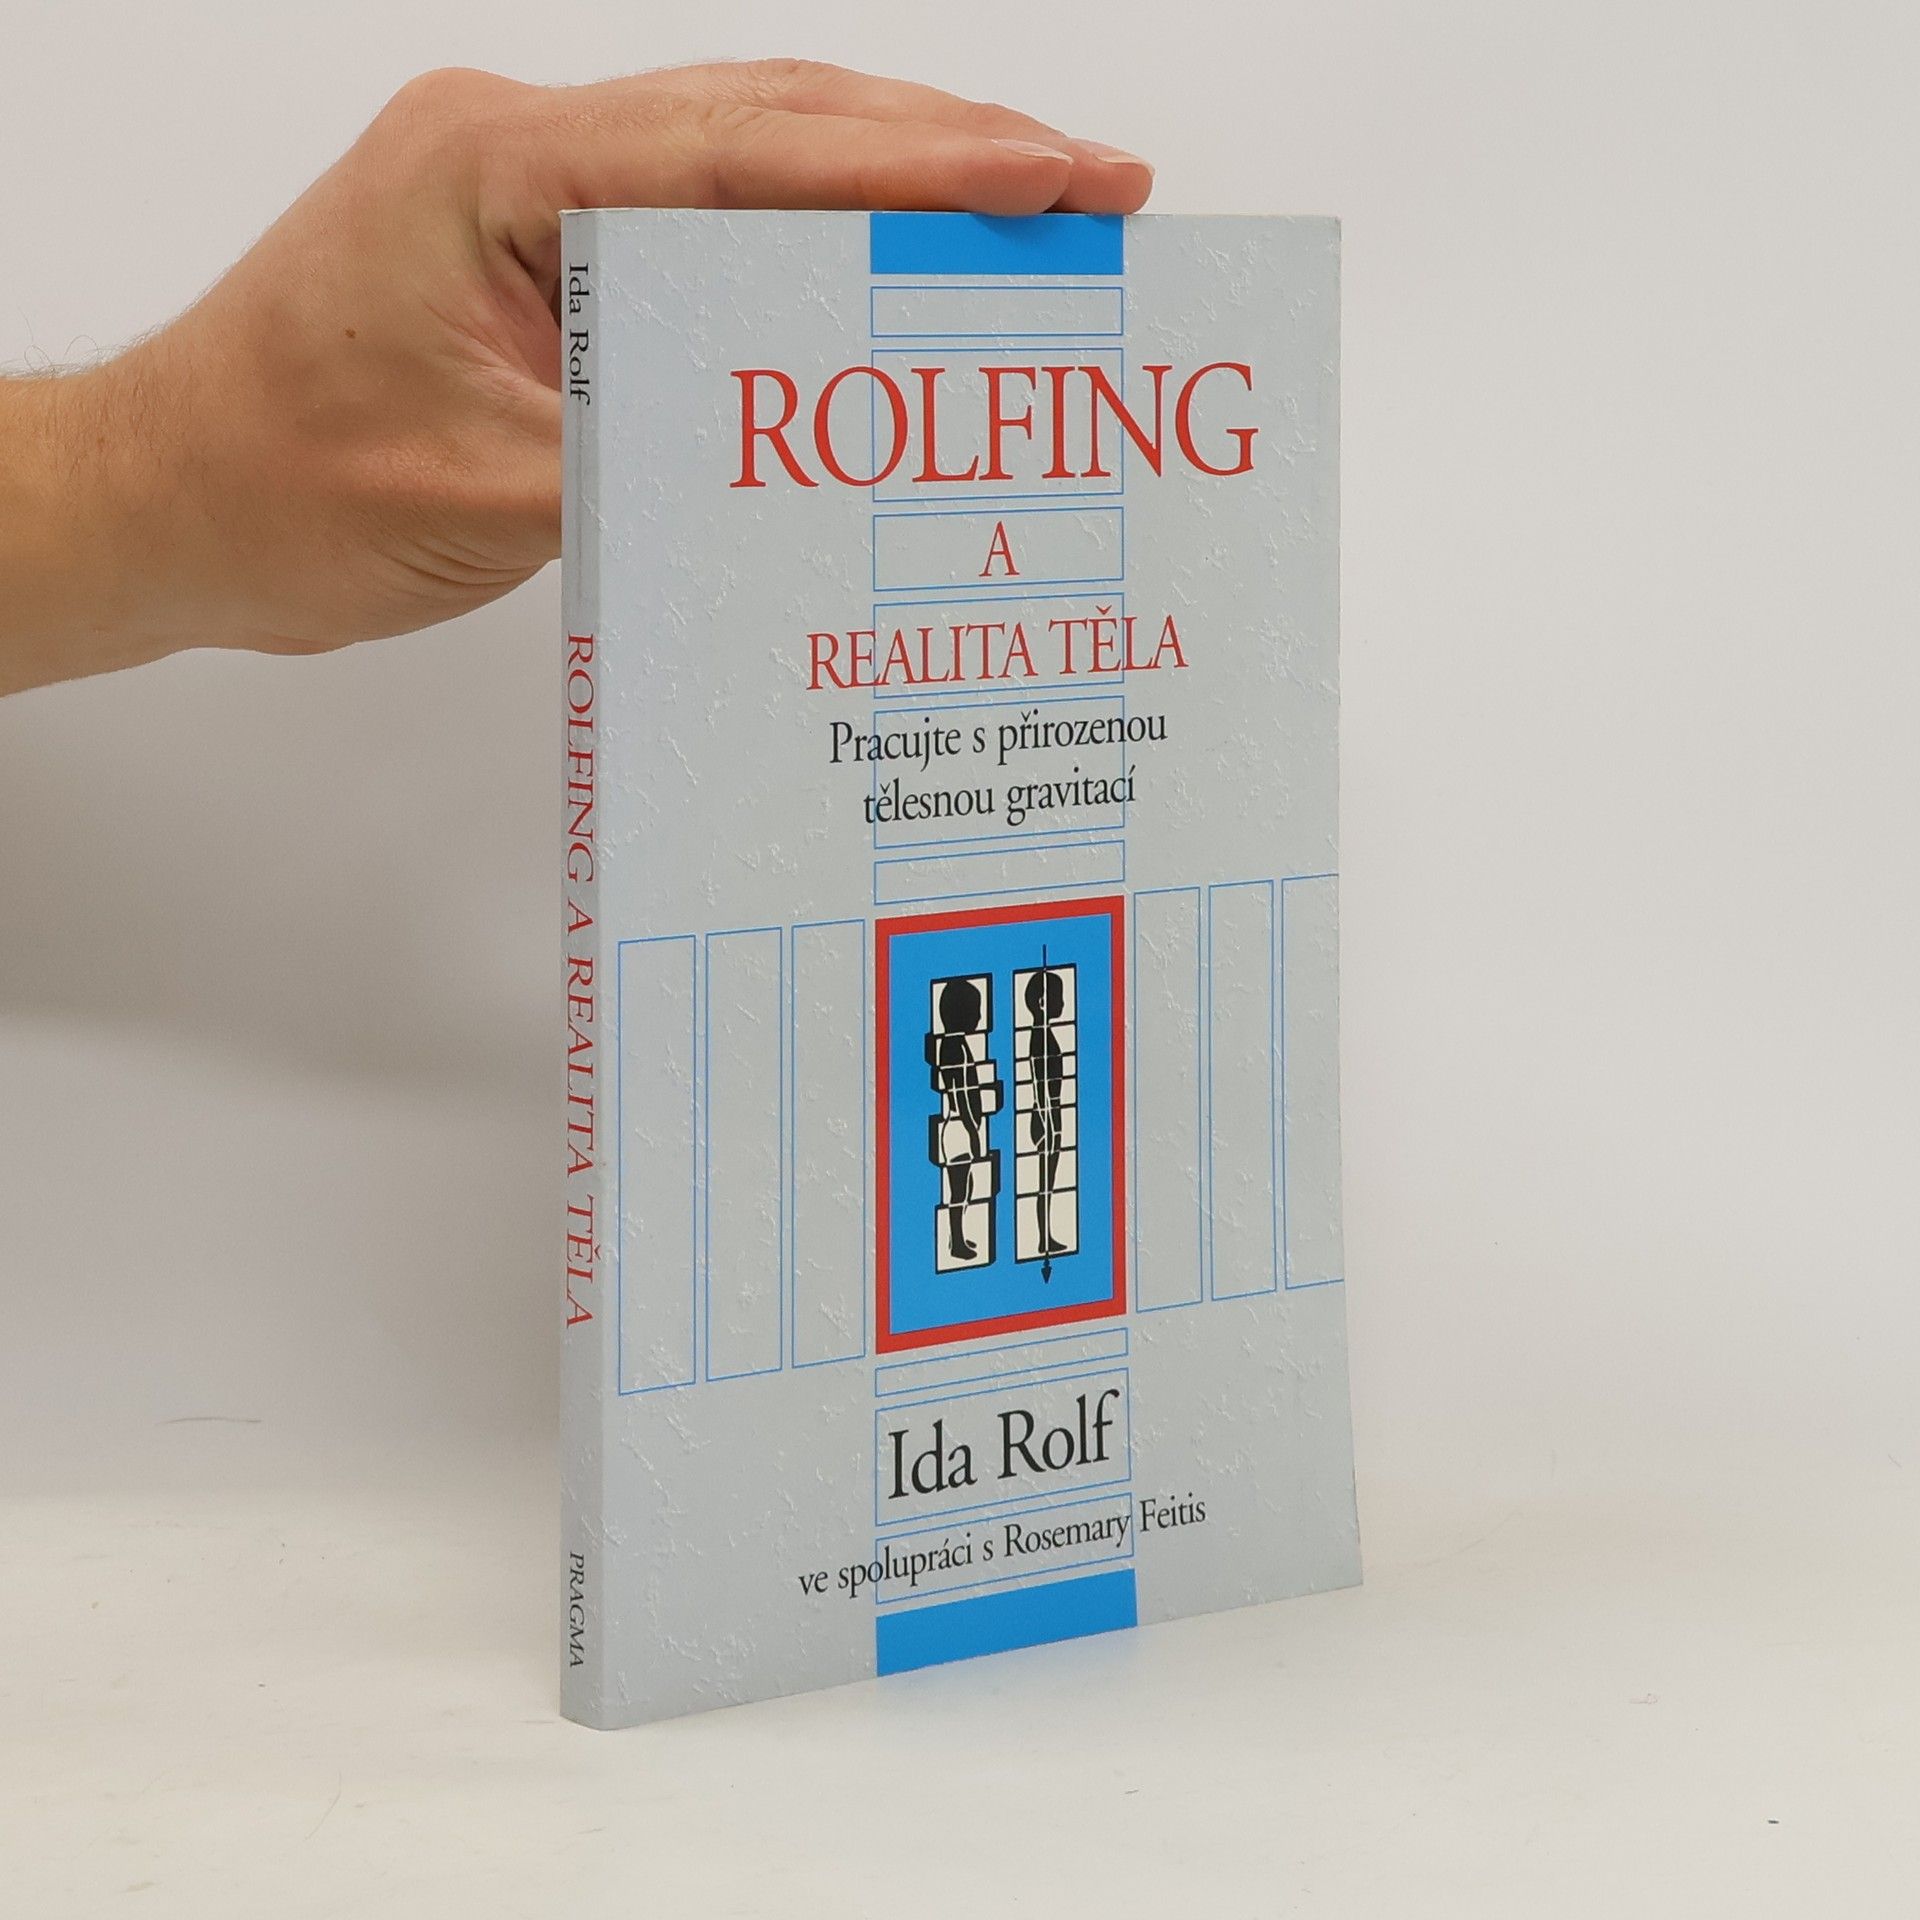 Ida Rolf
ROLFING A REALITA TĚLA
PRAGMA
ROLFING
A
REALITA TĚLA
Pracujte s přirozenou
tělesnou gravitací
Ida Rolf
ve spolupráci s Rosemary Feitis